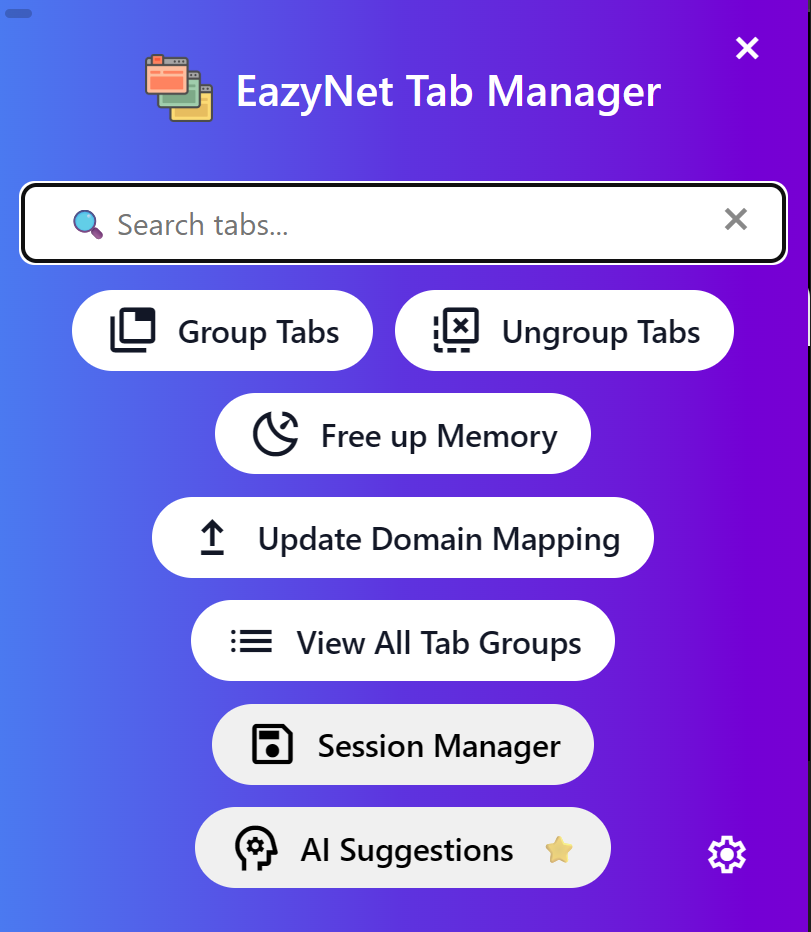 EazyNet Tab Manager
Search tabs...
Group Tabs
Ungroup Tabs
Free up Memory
Update Domain Mapping
View All Tab Groups
Session Manager
AI Suggestions